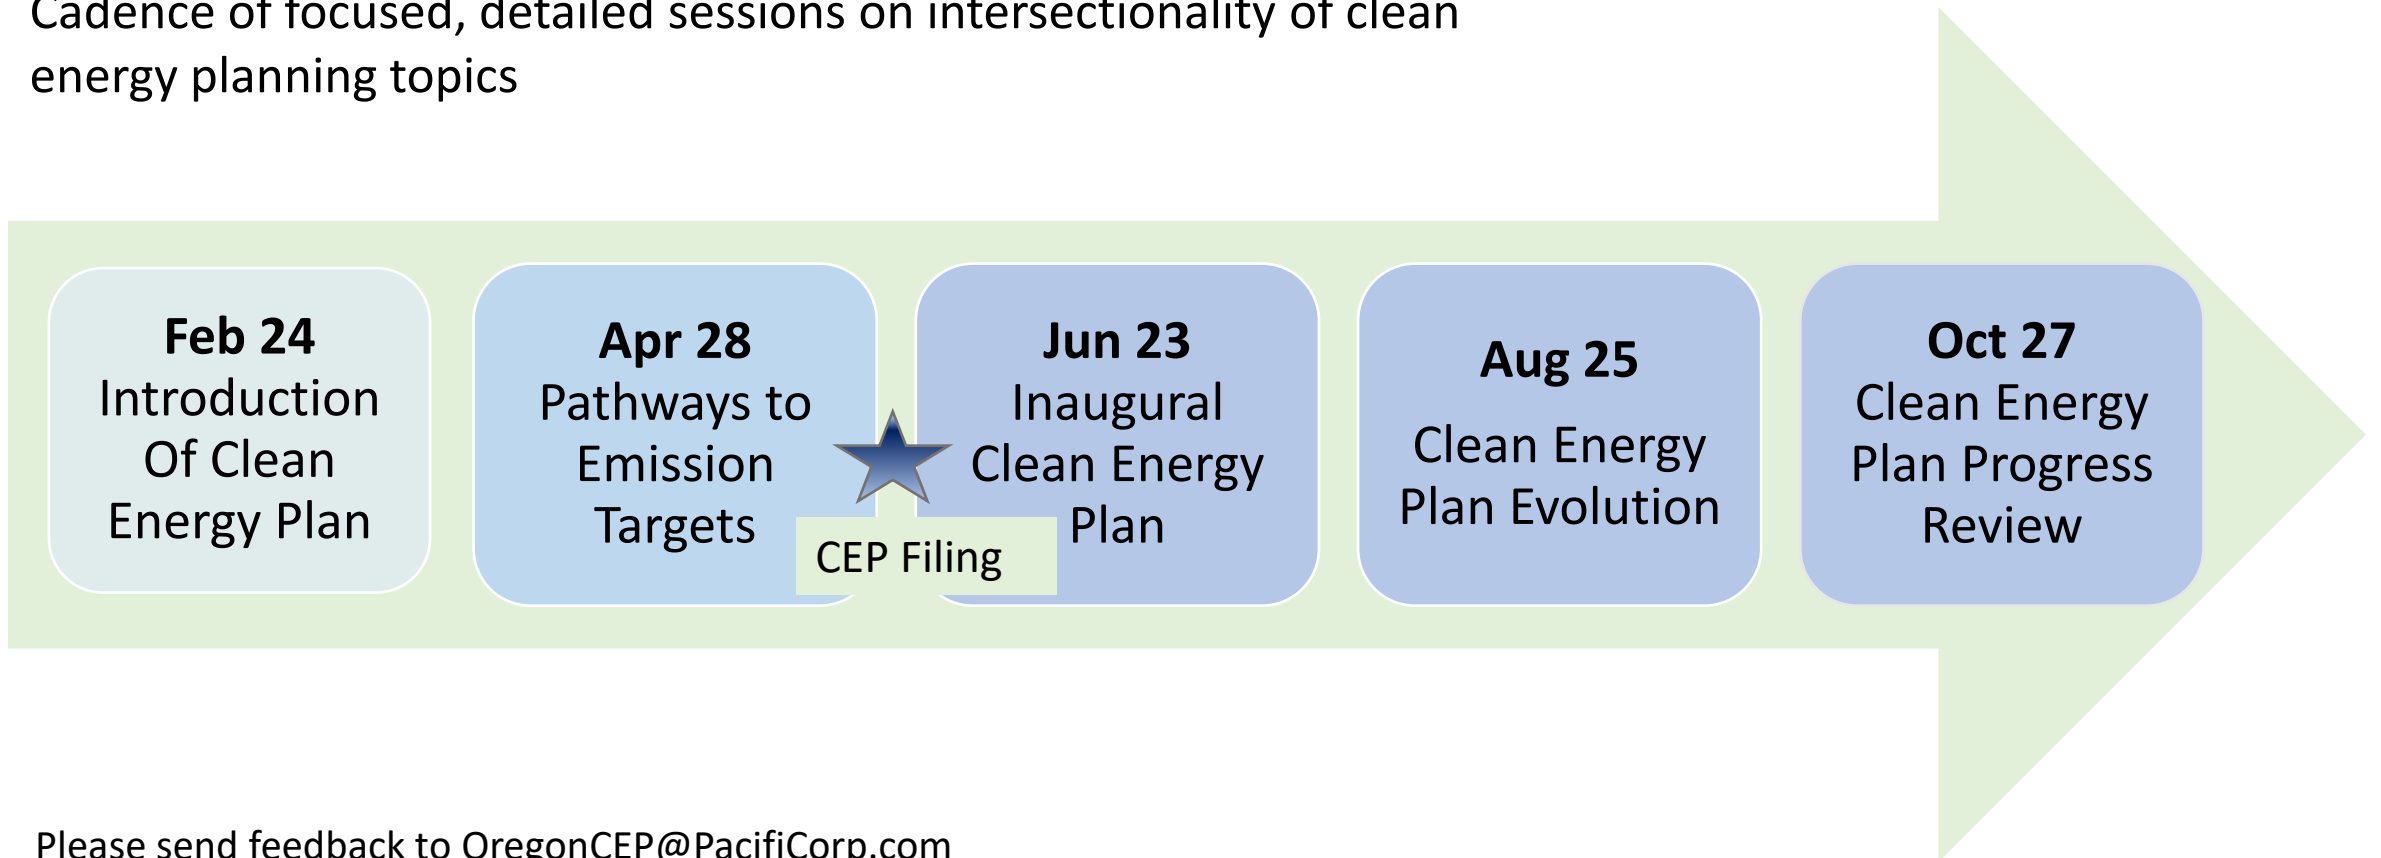 Cadence of focused, detailed sessions on intersectionality of clean
energy planning topics
Feb 24
Introduction
Of Clean
Energy Plan
Apr 28
Pathways to
Emission
Targets
CEP Filing
Jun 23
Inaugural
Clean Energy
Plan
Aug 25
Clean Energy
Plan Evolution
Oct 27
Clean Energy
Plan Progress
Review
Please send feedback to OregonCEP@PacifiCorp.com